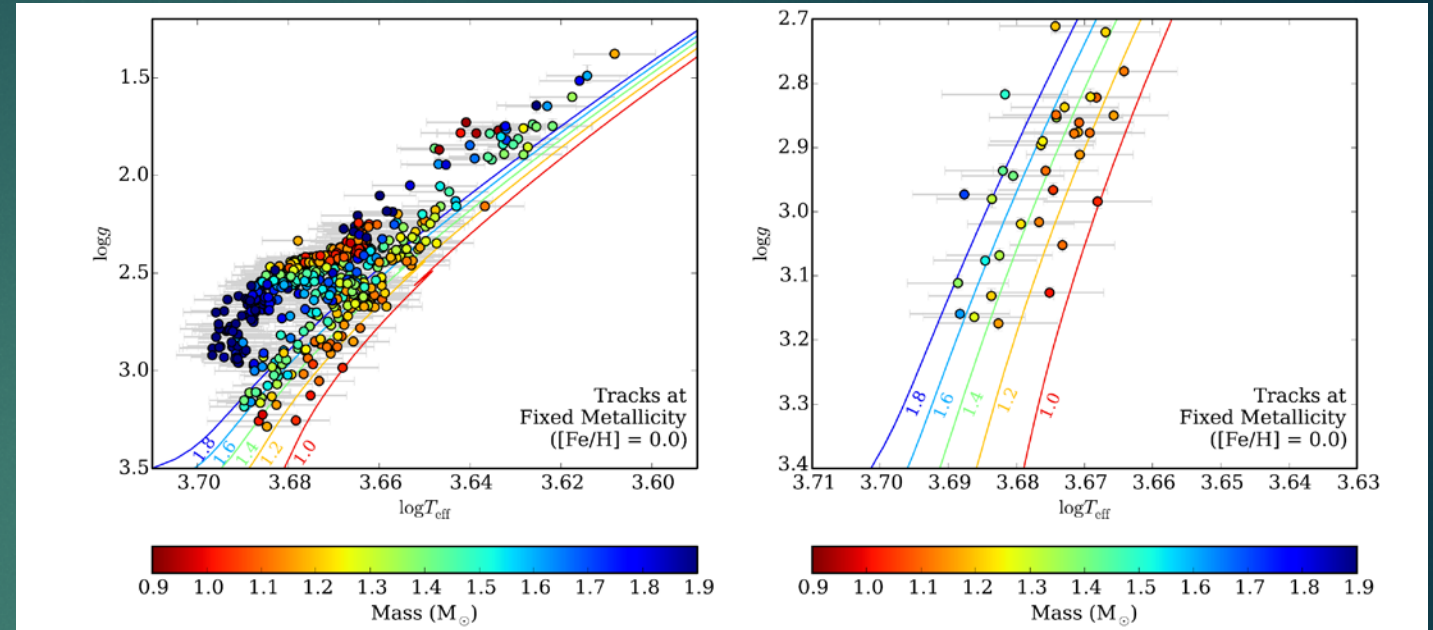 1.5
2.0
2.5
3.0
3.5
logg
3.70 3.68 3.66 3.64 3.62 3.60
logT_eff
1.8 1.6 1.4 1.2 1.0
Tracks at
Fixed Metallicity
([Fe/H] = 0.0)
0.9 1.0 1.1 1.2 1.3 1.4 1.5 1.6 1.7 1.8 1.9
Mass (M☉)
2.7
2.8
2.9
3.0
3.1
3.2
3.3
3.4
logg
3.71 3.70 3.69 3.68 3.67 3.66 3.65 3.64 3.63
logT_eff
1.8 1.6 1.4 1.2 1.0
Tracks at
Fixed Metallicity
([Fe/H] = 0.0)
0.9 1.0 1.1 1.2 1.3 1.4 1.5 1.6 1.7 1.8 1.9
Mass (M☉)